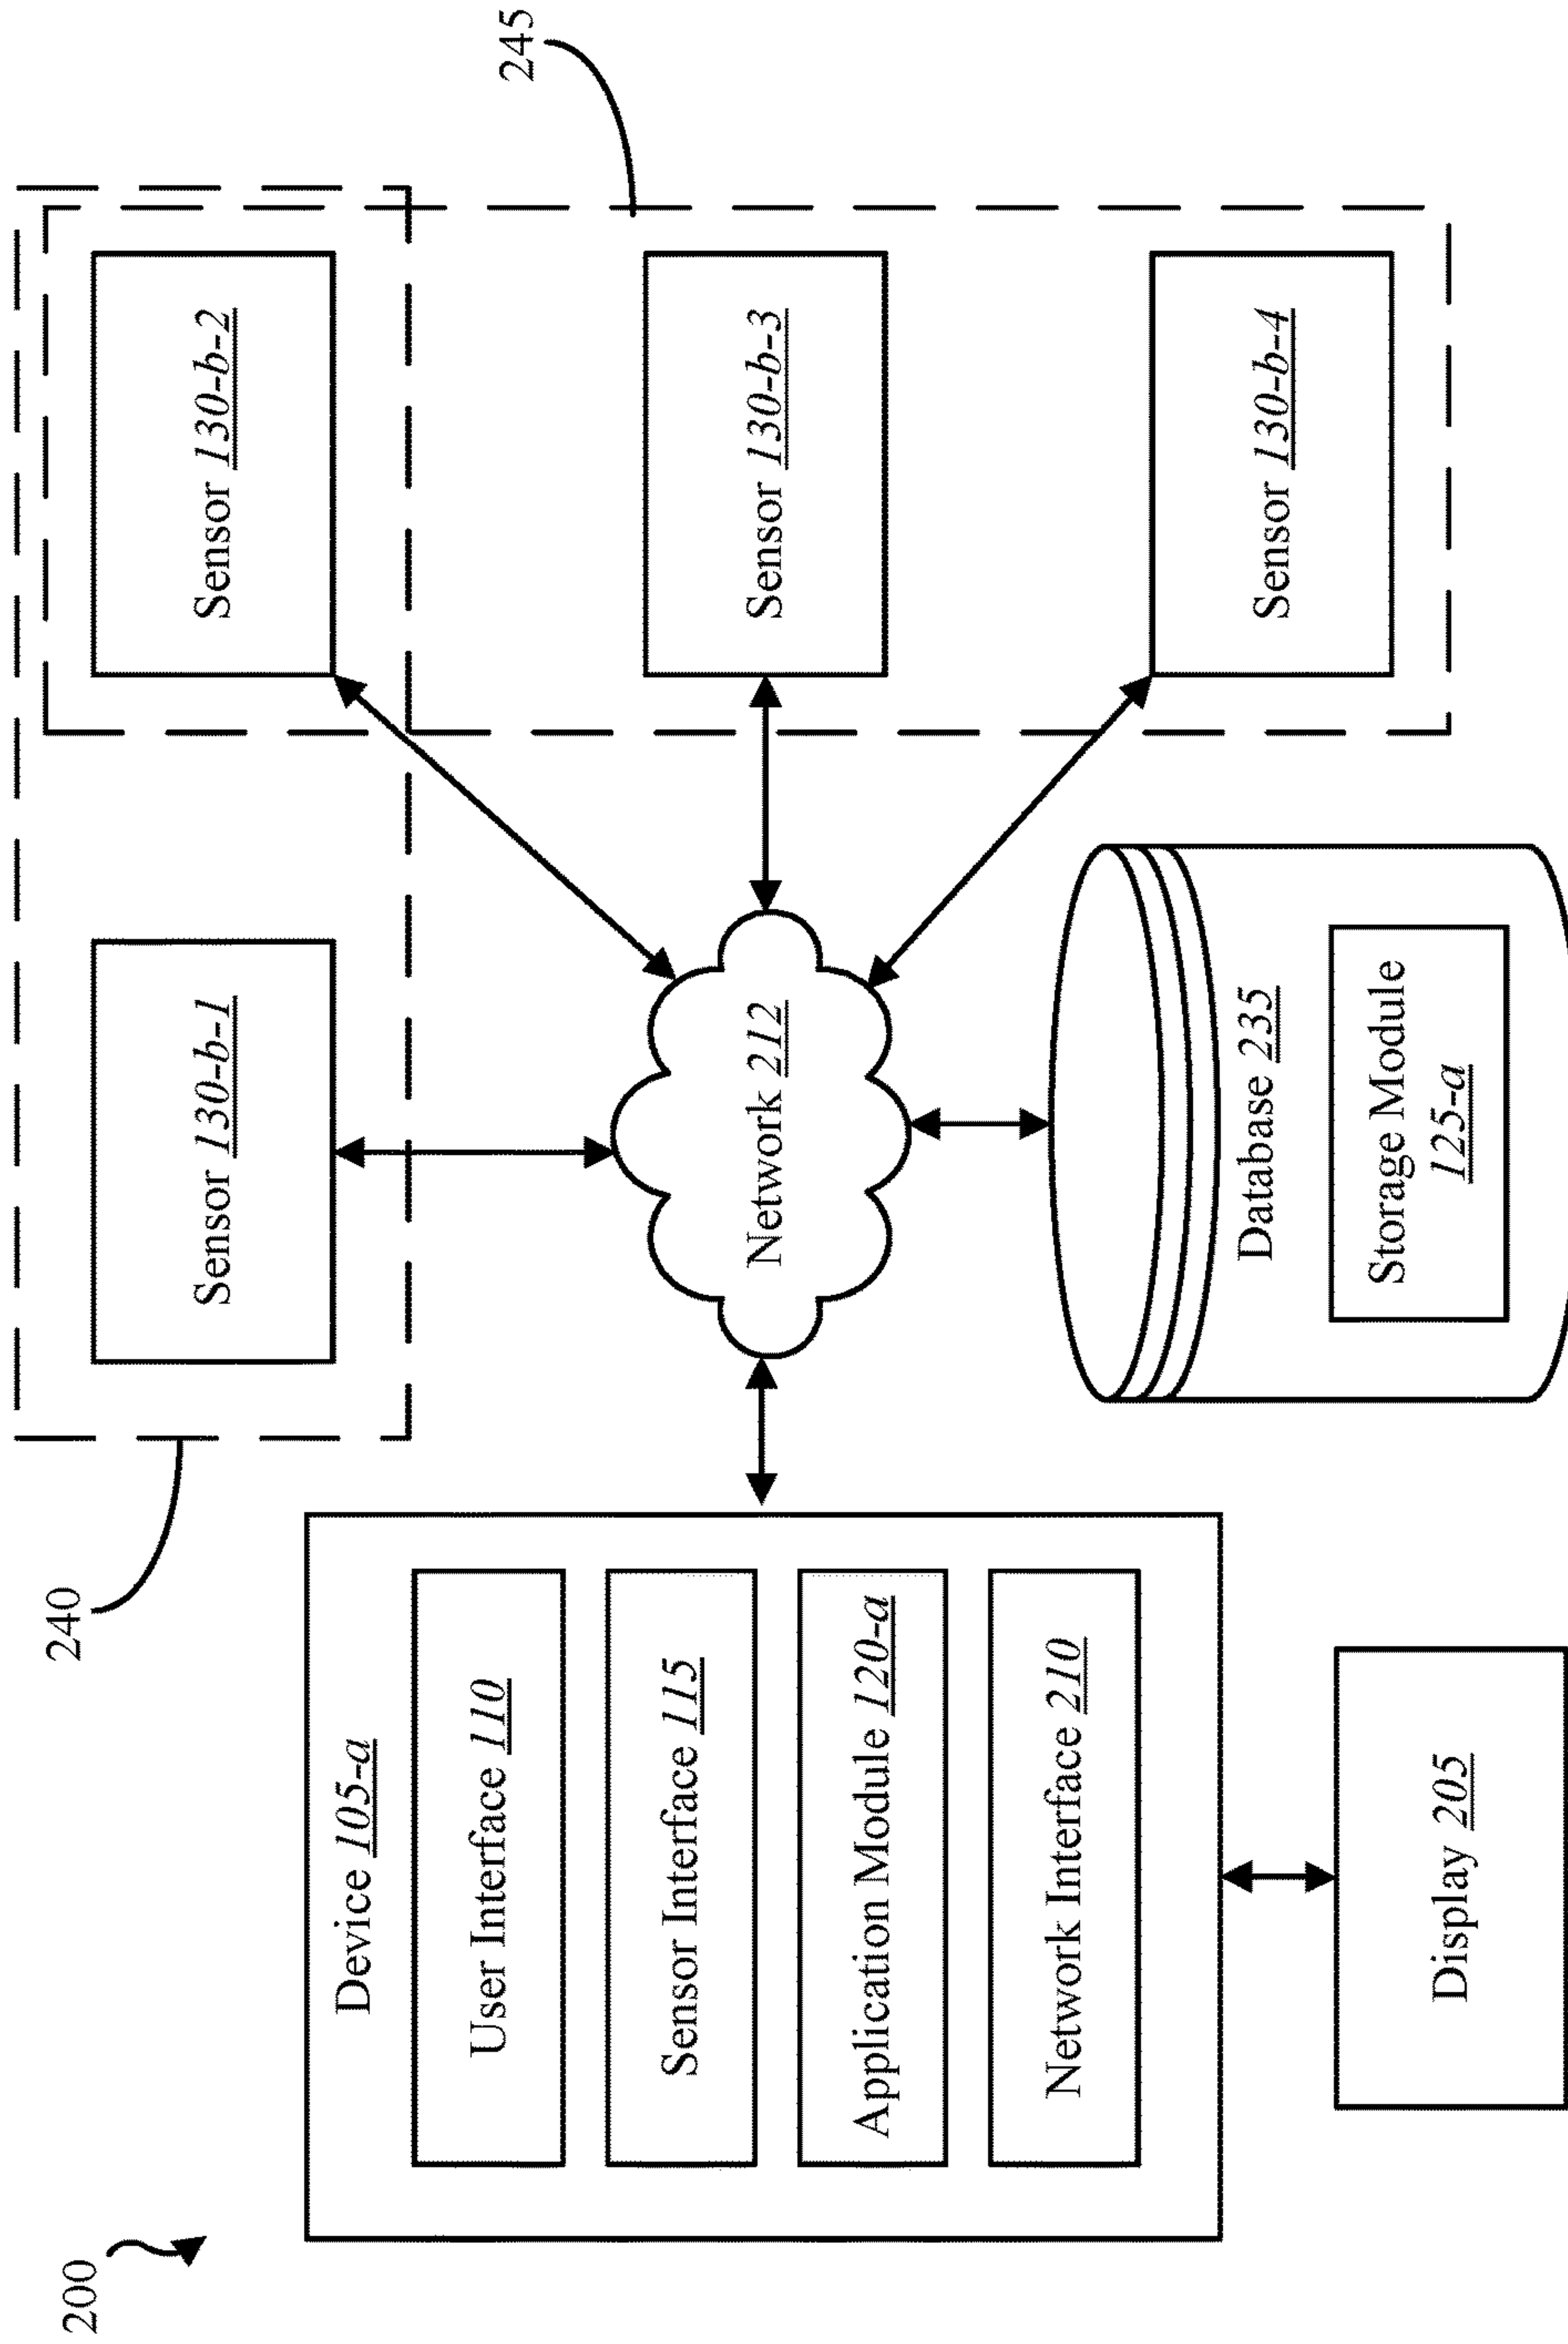 200
240
245
Device 105-a
User Interface 110
Sensor Interface 115
Application Module 120-a
Network Interface 210
Display 205
Sensor 130-b-1
Sensor 130-b-2
Network 212
Sensor 130-b-3
Sensor 130-b-4
Database 235
Storage Module
125-a